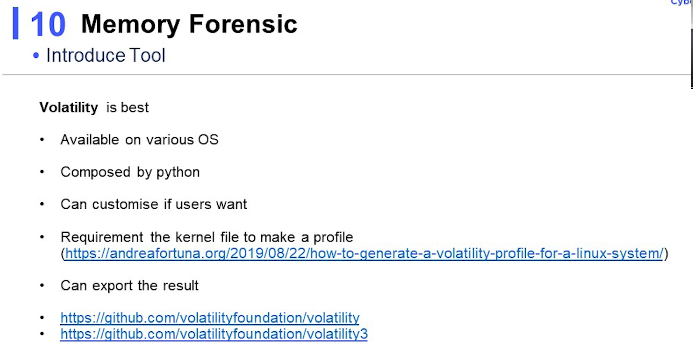 Cybe
10 Memory Forensic
• Introduce Tool
Volatility is best
• Available on various OS
• Composed by python
• Can customise if users want
• Requirement the kernel file to make a profile
(https://andreafortuna.org/2019/08/22/how-to-generate-a-volatility-profile-for-a-linux-system/)
• Can export the result
• https://github.com/volatilityfoundation/volatility
• https://github.com/volatilityfoundation/volatility3